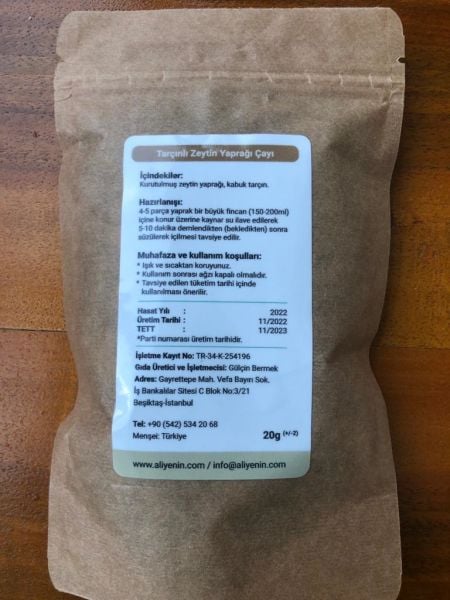 Tarçınlı Zeytin Yaprağı Çayı
İçindekiler:
Kurutulmuş zeytin yaprağı, kabuk tarçın.
Hazırlanışı:
4-5 parça yaprak bir büyük fincan (150-200ml)
içine konur üzerine kaynar su ilave edilerek
5-10 dakika demlendikten (bekledikten) sonra
süzülerek içilmesi tavsiye edilir.
Muhafaza ve kullanım koşulları:
* Işık ve sıcaktan koruyunuz.
* Kullanım sonrası ağzı kapalı olmalıdır.
* Tavsiye edilen tüketim tarihi içinde
kullanılması önerilir.
Hasat Yılı : 2022
Üretim Tarihi : 11/2022
TETT : 11/2023
*Parti numarası üretim tarihidir.
İşletme Kayıt No: TR-34-K-254196
Gıda Üretici ve İşletmecisi: Gülçin Bermek
Adres: Gayrettepe Mah. Vefa Bayın Sok.
İş Bankalılar Sitesi C Blok No:3/21
Beşiktaş-İstanbul
Tel: +90 (542) 534 20 68
Menşei: Türkiye 20g (+/-2)
www.aliyenin.com / info@aliyenin.com